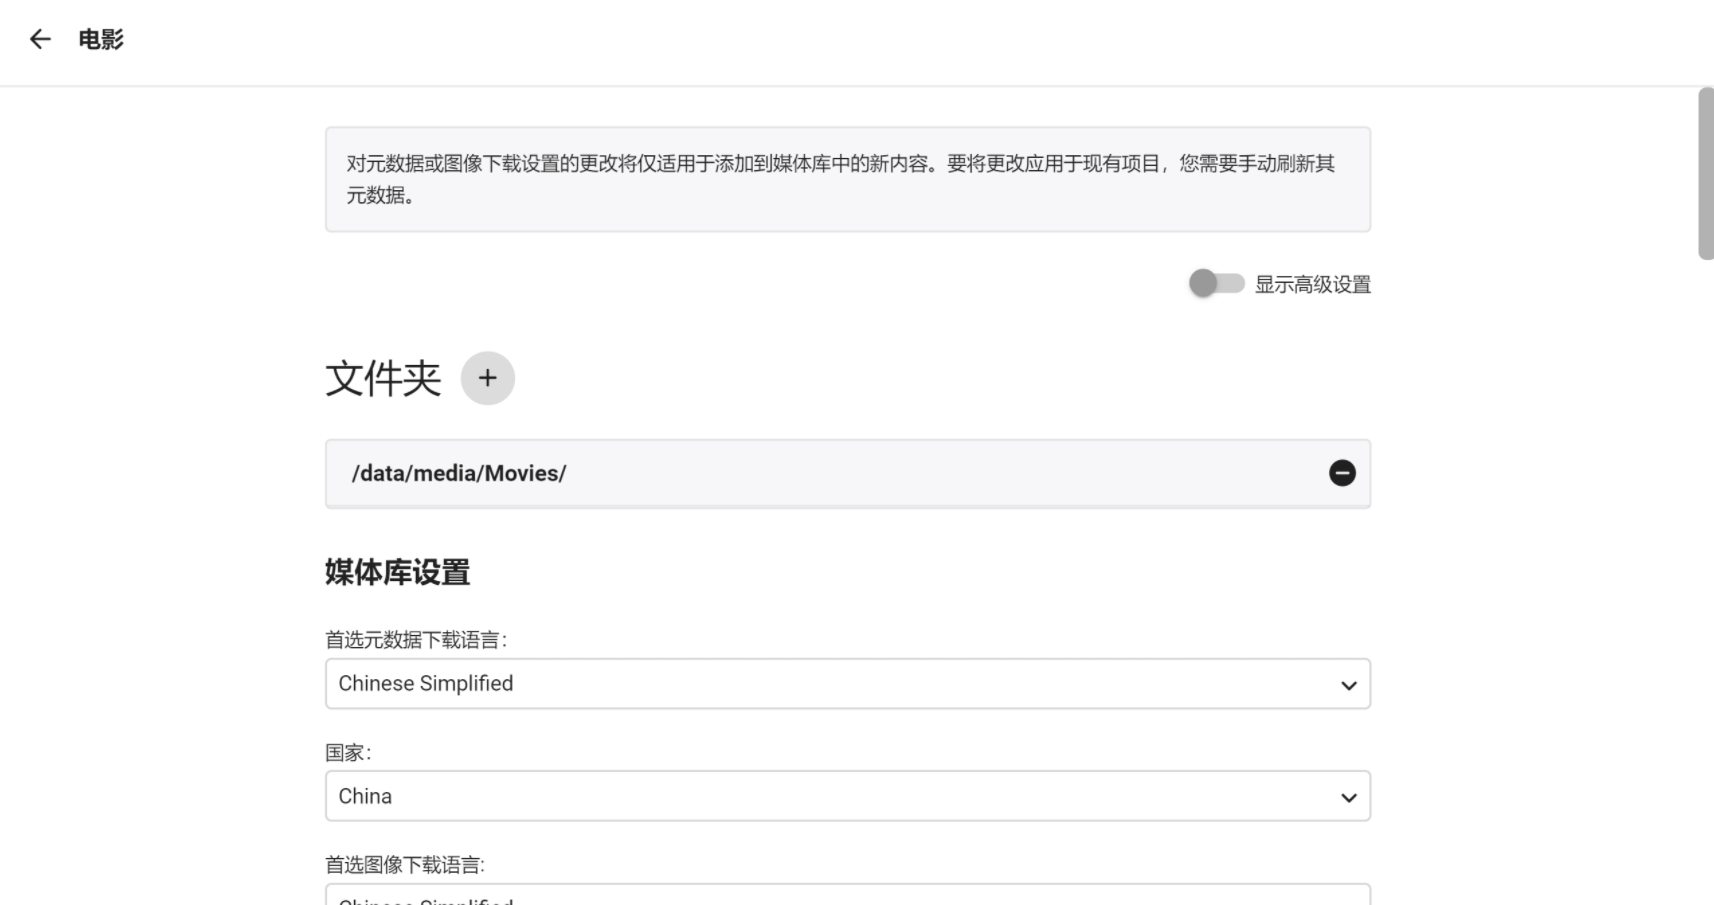 电影
对元数据或图像下载设置的更改将仅适用于添加到媒体库中的新内容。要将更改应用于现有项目，您需要手动刷新其
元数据。
显示高级设置
文件夹
/data/media/Movies/
媒体库设置
首选元数据下载语言：
Chinese Simplified
国家：
China
首选图像下载语言:
Chinese Simplified